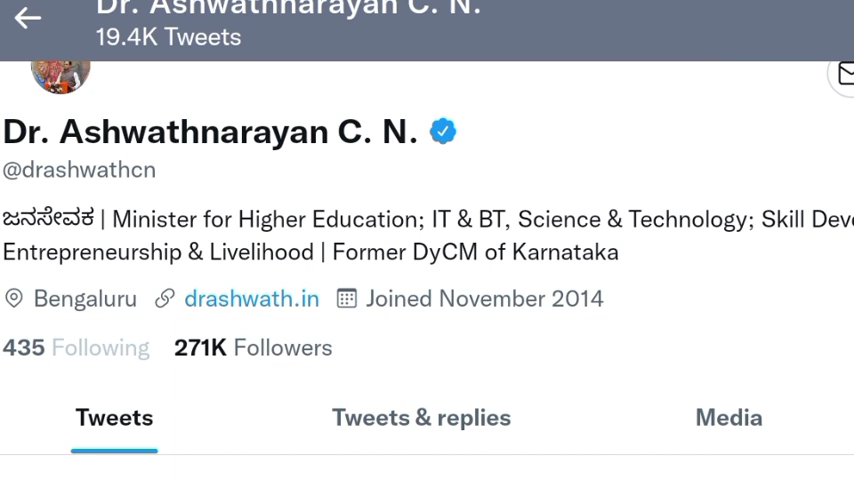 Dr. Ashwathnarayan C. N.
19.4K Tweets
Dr. Ashwathnarayan C. N.
@drashwathcn
ಜನಸೇವಕ | Minister for Higher Education; IT & BT, Science & Technology; Skill Deve
Entrepreneurship & Livelihood | Former DyCM of Karnataka
Bengaluru drashwath.in Joined November 2014
435 Following 271K Followers
Tweets Tweets & replies Media